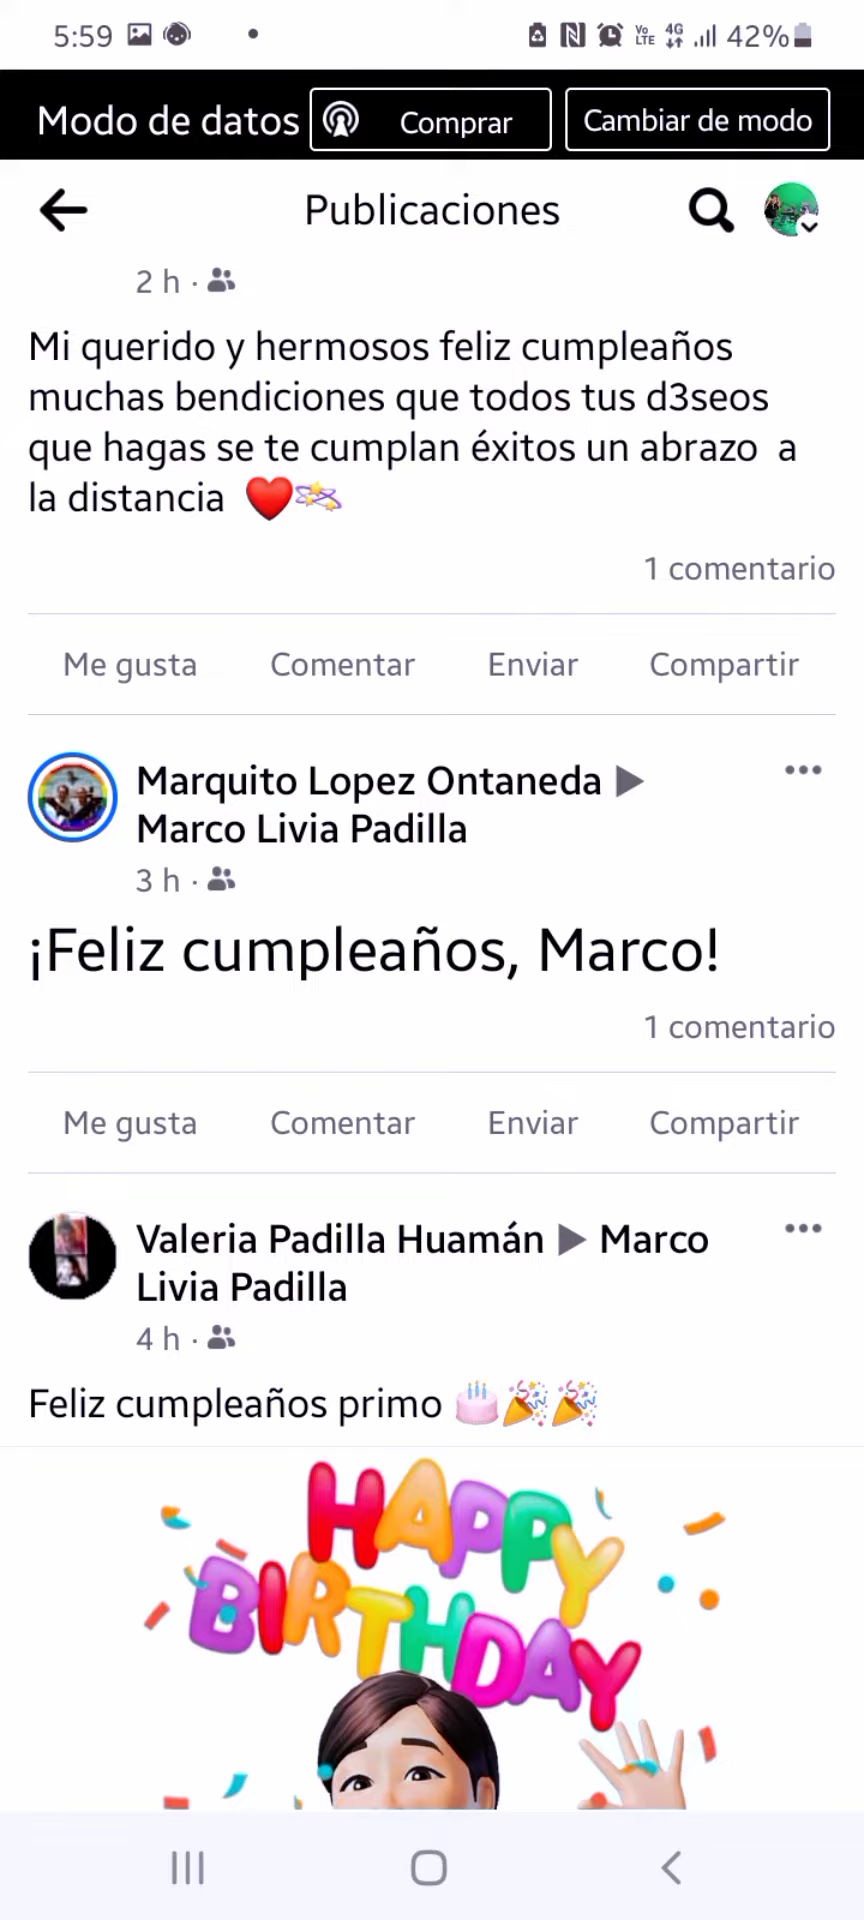 5:59
Vo LTE 4G 42%
Modo de datos Comprar Cambiar de modo
Publicaciones
2 h ·
Mi querido y hermosos feliz cumpleaños
muchas bendiciones que todos tus d3seos
que hagas se te cumplan éxitos un abrazo a
la distancia ❤️💫
1 comentario
Me gusta Comentar Enviar Compartir
Marquito Lopez Ontaneda ▶
Marco Livia Padilla
3 h ·
¡Feliz cumpleaños, Marco!
1 comentario
Me gusta Comentar Enviar Compartir
Valeria Padilla Huamán ▶ Marco
Livia Padilla
4 h ·
Feliz cumpleaños primo 🎂🎉🎉
HAPPY
BIRTHDAY